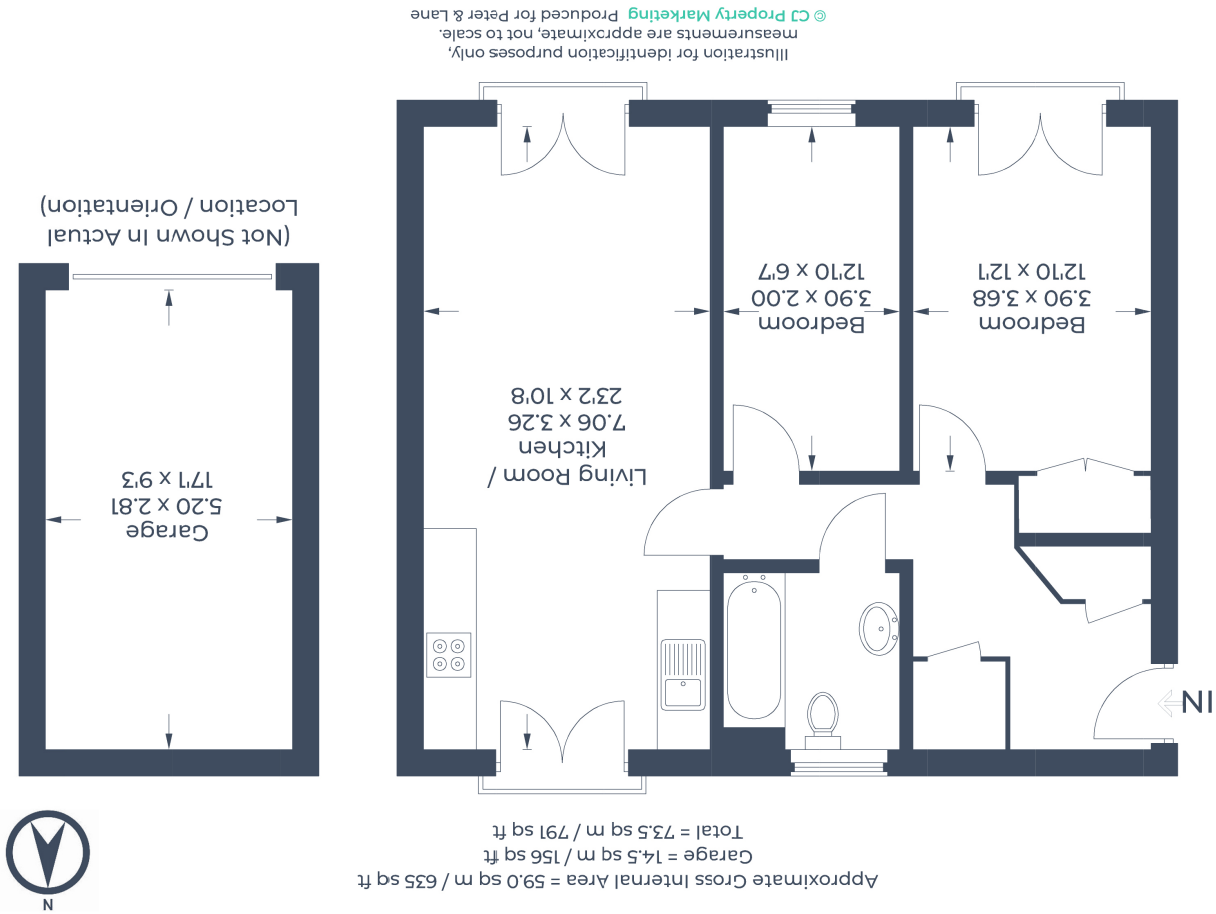 Approximate Gross Internal Area = 59.0 sq m / 635 sq ft
Garage = 14.5 sq m / 156 sq ft
Total = 73.5 sq m / 791 sq ft
N
IN
Garage
5.20 x 2.81
17'1 x 9'3
(Not Shown In Actual
Location / Orientation)
Living Room /
Kitchen
7.06 x 3.26
23'2 x 10'8
Bedroom
3.90 x 2.00
12'10 x 6'7
Bedroom
3.90 x 3.68
12'10 x 12'1
Illustration for identification purposes only,
measurements are approximate, not to scale.
© CJ Property Marketing Produced for Peter & Lane